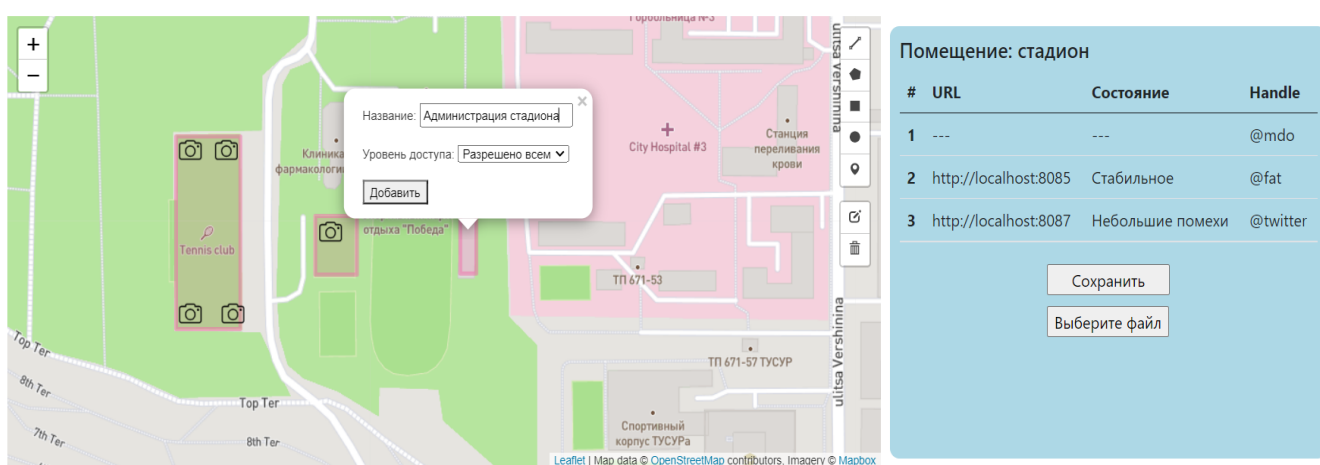 +
−
Горбольница №3
ulitsa Vershinina
×
Название: Администрация стадиона
Уровень доступа: Разрешено всем
Добавить
Клиника
фармакологи
City Hospital #3
Станция
переливания
крови
отдыха "Победа"
Tennis club
ТП 671-53
ulitsa Vershinina
ТП 671-57 ТУСУР
Top Ter
8th Ter
Top Ter
7th Ter
8th Ter
Спортивный
корпус ТУСУРа
Leaflet | Map data © OpenStreetMap contributors, Imagery © Mapbox
Помещение: стадион
# URL Состояние Handle
1 --- --- @mdo
2 http://localhost:8085 Стабильное @fat
3 http://localhost:8087 Небольшие помехи @twitter
Сохранить
Выберите файл